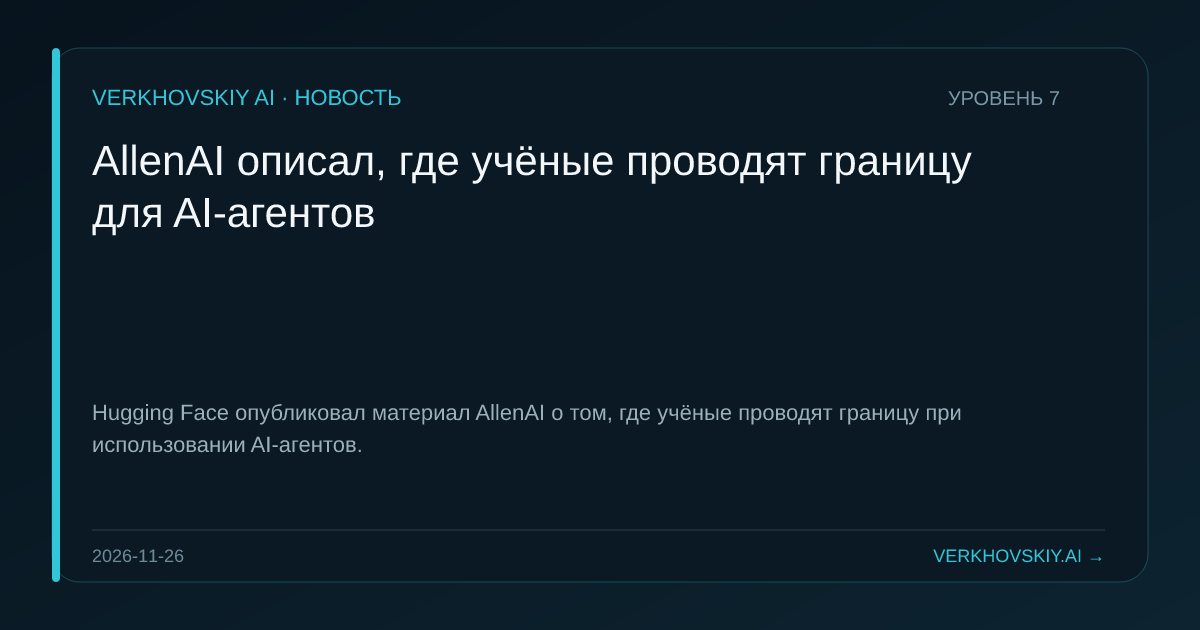 VERKHOVSKIY AI · НОВОСТЬ
УРОВЕНЬ 7
AllenAI описал, где учёные проводят границу
для AI-агентов
Hugging Face опубликовал материал AllenAI о том, где учёные проводят границу при
использовании AI-агентов.
2026-11-26
VERKHOVSKIY.AI →